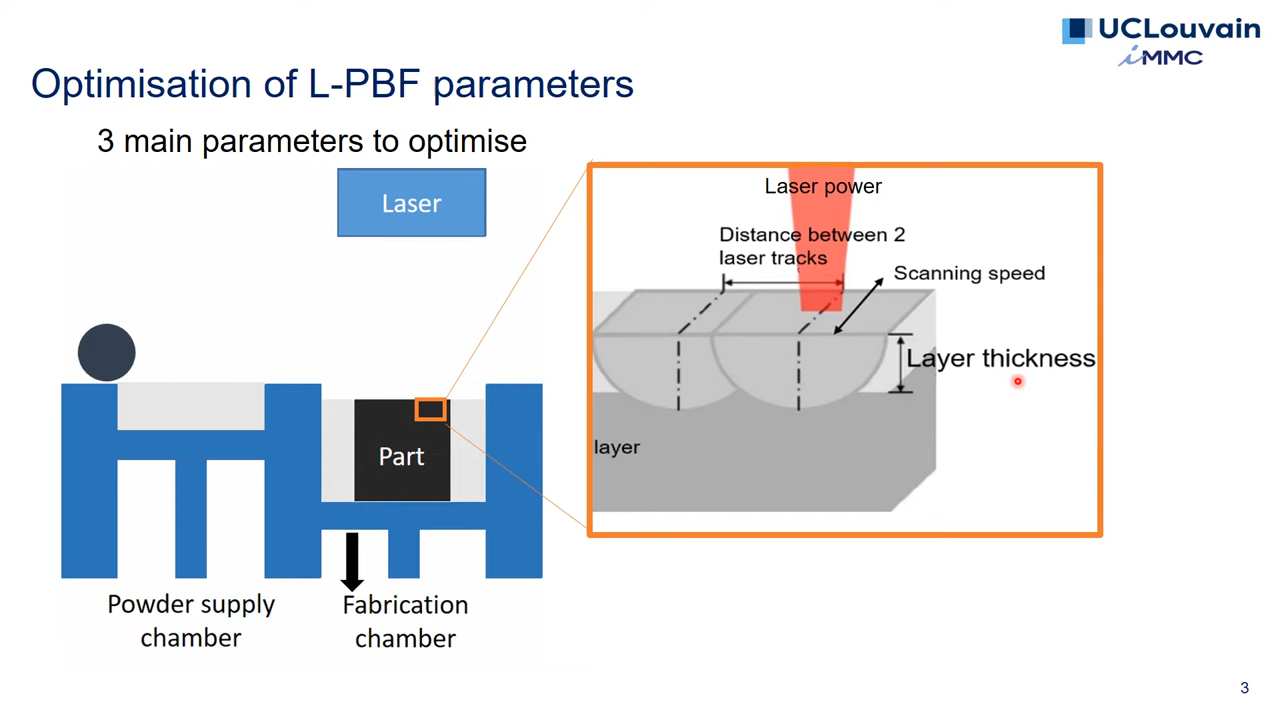 UCLouvain
iMMC
Optimisation of L-PBF parameters
3 main parameters to optimise
Laser
Laser power
Distance between 2
laser tracks
Scanning speed
Layer thickness
layer
Part
Powder supply
chamber
Fabrication
chamber
3